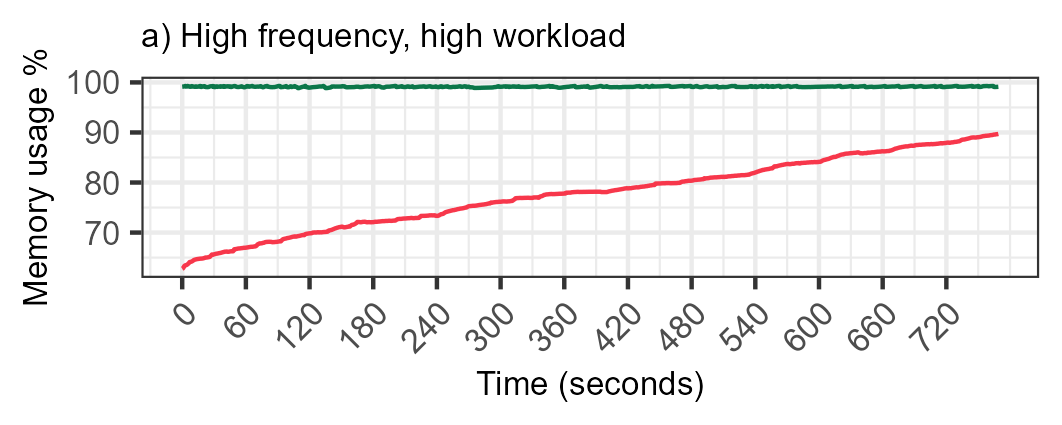 a) High frequency, high workload
Memory usage %
100
90
80
70
0 60 120 180 240 300 360 420 480 540 600 660 720
Time (seconds)